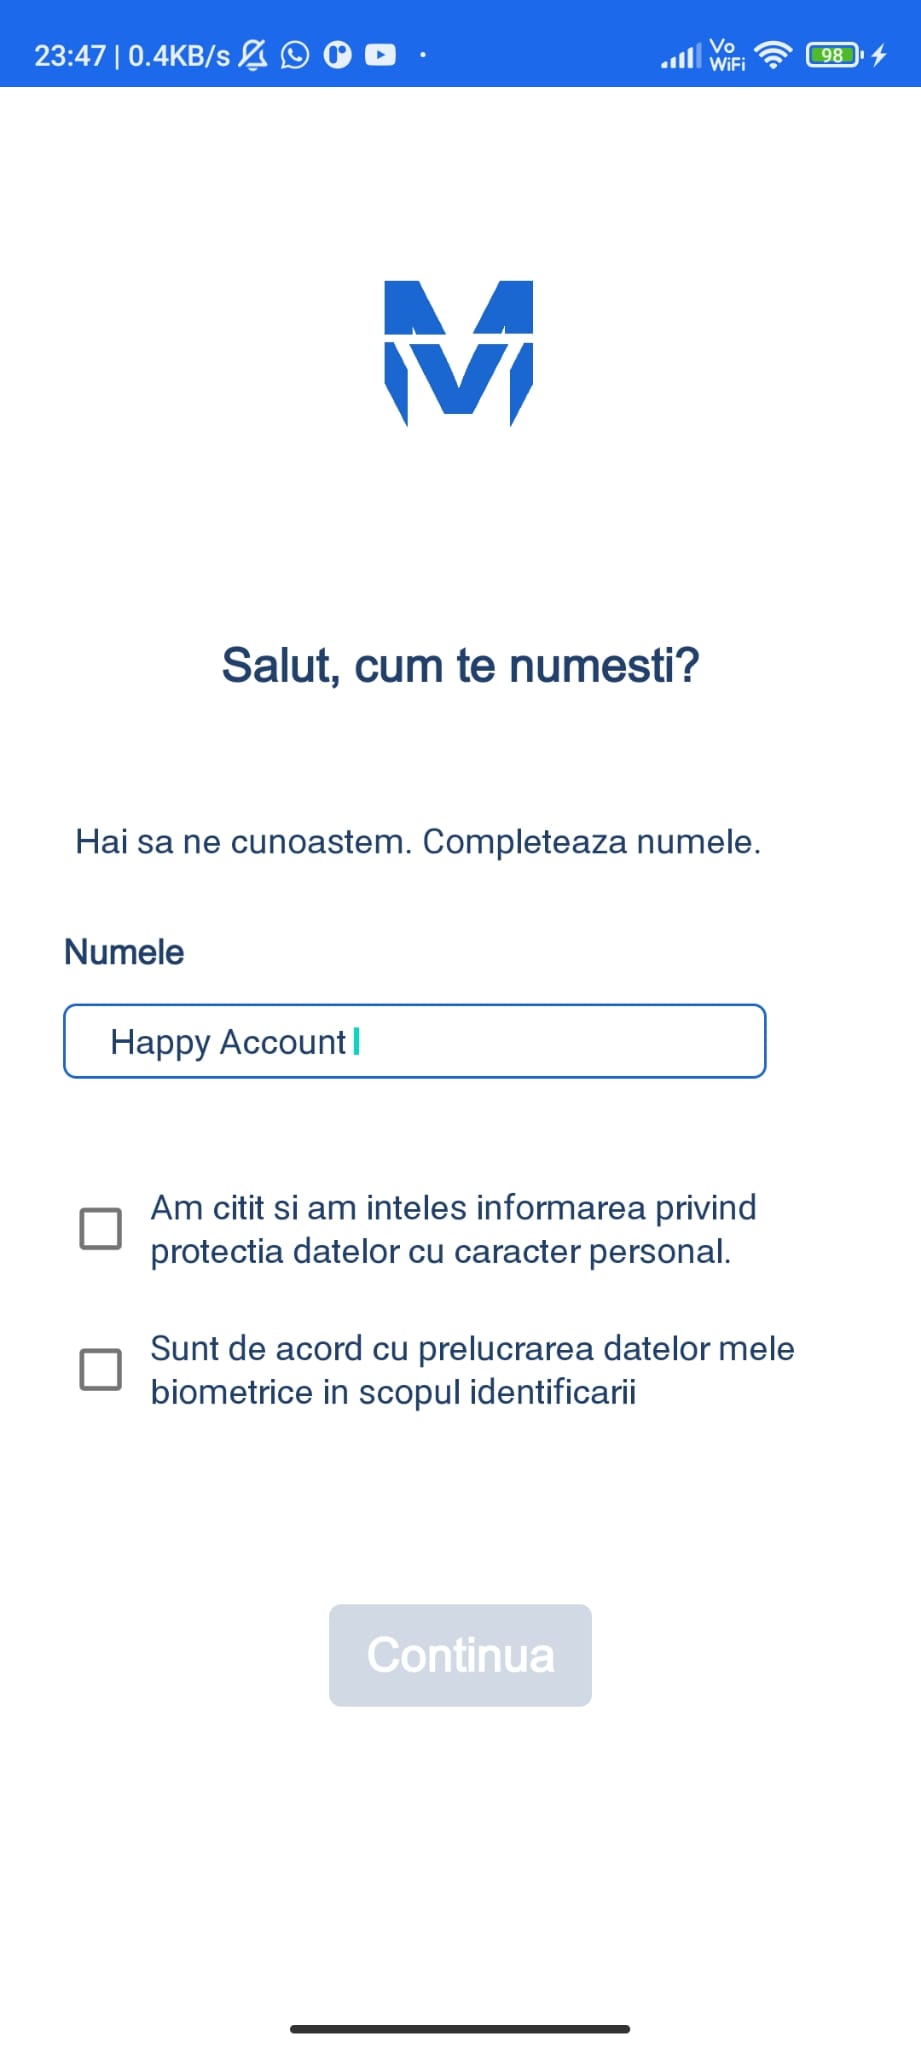 23:47 | 0.4KB/s
Vo
WiFi
98
Salut, cum te numesti?
Hai sa ne cunoastem. Completeaza numele.
Numele
Happy Account
Am citit si am inteles informarea privind
protectia datelor cu caracter personal.
Sunt de acord cu prelucrarea datelor mele
biometrice in scopul identificarii
Continua